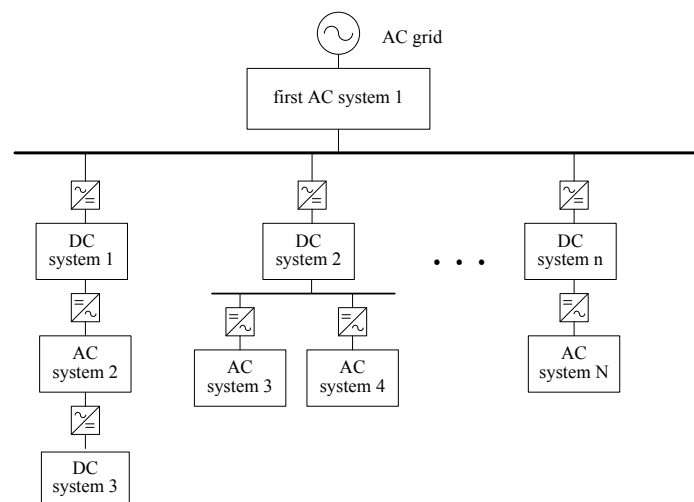 AC grid
first AC system 1
DC
system 1
DC
system 2
. . .
DC
system n
AC
system 2
AC
system 3
AC
system 4
AC
system N
DC
system 3